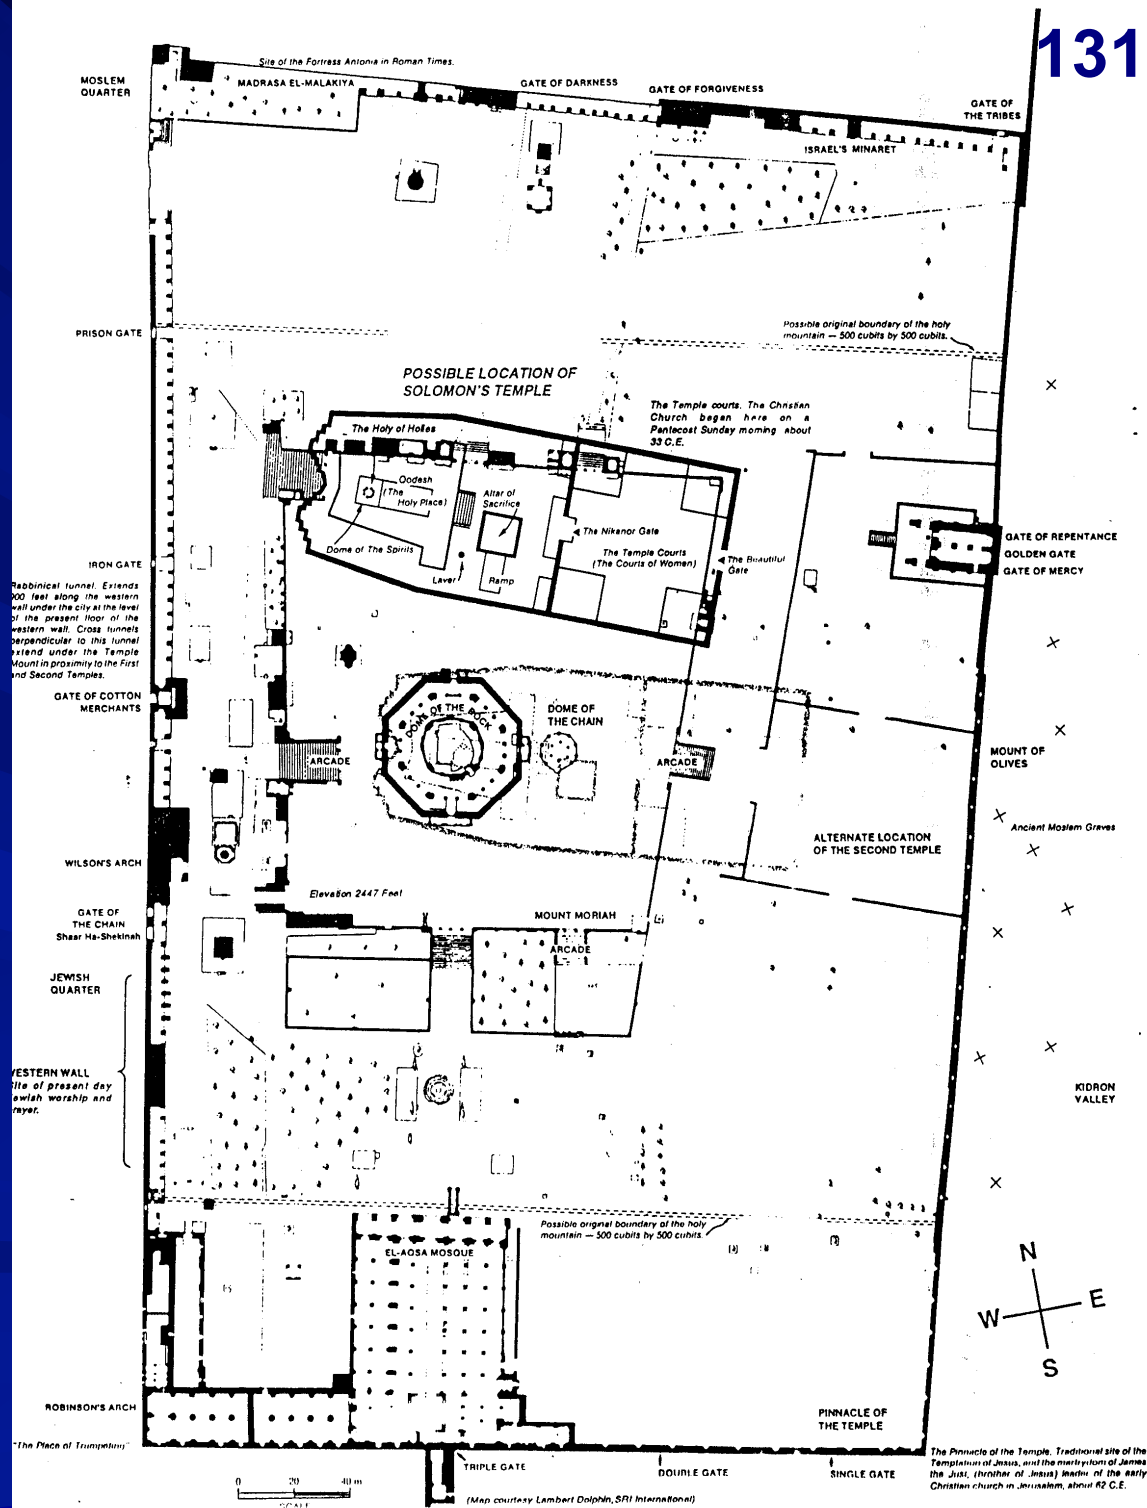 131
Site of the Fortress Antonia in Roman Times.
MOSLEM
QUARTER
MADRASA EL-MALAKIYA
GATE OF DARKNESS
GATE OF FORGIVENESS
GATE OF
THE TRIBES
ISRAEL'S MINARET
PRISON GATE
Possible original boundary of the holy
mountain — 500 cubits by 500 cubits.
POSSIBLE LOCATION OF
SOLOMON'S TEMPLE
The Temple courts. The Christian
Church began here on a
Pentecost Sunday morning about
33 C.E.
The Holy of Holies
Qodesh
(The
Holy Place)
Altar of
Sacrifice
The Nikanor Gate
The Temple Courts
(The Courts of Women)
The Beautiful
Gate
Dome of The Spirits
Laver
Ramp
GATE OF REPENTANCE
GOLDEN GATE
GATE OF MERCY
IRON GATE
Rabbinical tunnel. Extends
900 feet along the western
wall under the city at the level
of the present floor of the
western wall. Cross tunnels
perpendicular to this tunnel
extend under the Temple
Mount in proximity to the First
and Second Temples.
GATE OF COTTON
MERCHANTS
DOME OF THE ROCK
DOME OF
THE CHAIN
ARCADE
ARCADE
MOUNT OF
OLIVES
Ancient Moslem Graves
ALTERNATE LOCATION
OF THE SECOND TEMPLE
WILSON'S ARCH
Elevation 2447 Feet
GATE OF
THE CHAIN
Shaar Ha-Shekinah
MOUNT MORIAH
ARCADE
JEWISH
QUARTER
WESTERN WALL
Site of present day
Jewish worship and
prayer.
KIDRON
VALLEY
Possible original boundary of the holy
mountain — 500 cubits by 500 cubits.
EL-AQSA MOSQUE
N
W E
S
ROBINSON'S ARCH
PINNACLE OF
THE TEMPLE
"The Place of Trumpeting"
TRIPLE GATE
DOUBLE GATE
SINGLE GATE
The Pinnacle of the Temple. Traditional site of the
Temptation of Jesus, and the martyrdom of James
the Just, (brother of Jesus) leader of the early
Christian church in Jerusalem, about 62 C.E.
0 20 40 m
SCALE
(Map courtesy Lambert Dolphin, SRI International)